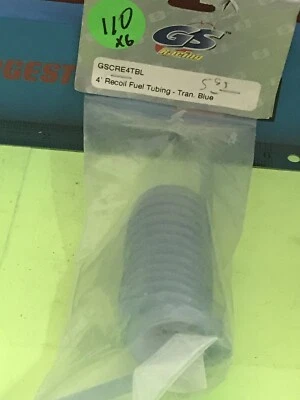 110
x6
GS
RACING
GSCRE4TBL
4' Recoil Fuel Tubing - Tran. Blue